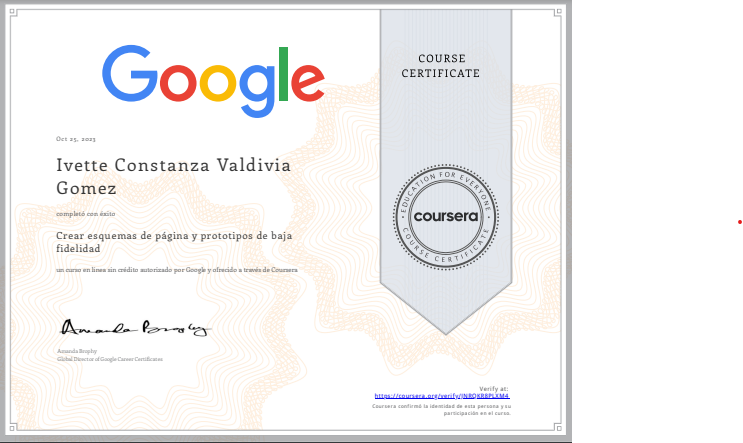 Google
COURSE
CERTIFICATE
Oct 25, 2023
Ivette Constanza Valdivia
Gomez
completó con éxito
Crear esquemas de página y prototipos de baja
fidelidad
un curso en línea sin crédito autorizado por Google y ofrecido a través de Coursera
EDUCATION FOR EVERYONE
coursera
COURSE CERTIFICATE
Amanda Brophy
Amanda Brophy
Global Director of Google Career Certificates
Verify at:
https://coursera.org/verify/JNRQXR8PLXM4
Coursera confirmó la identidad de esta persona y su
participación en el curso.